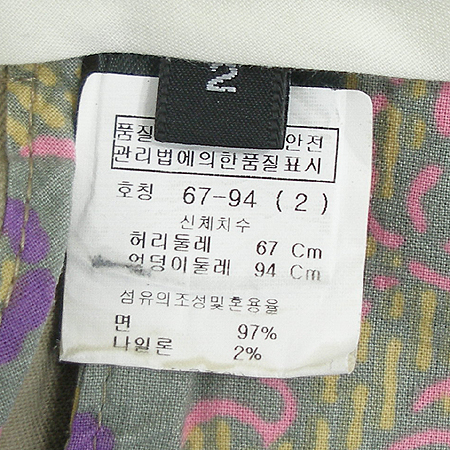 2
품질 안전
관리법에의한품질표시
호칭 67-94 (2)
신체치수
허리둘레 67 Cm
엉덩이둘레 94 Cm
섬유의조성및혼용율
면 97%
나일론 2%